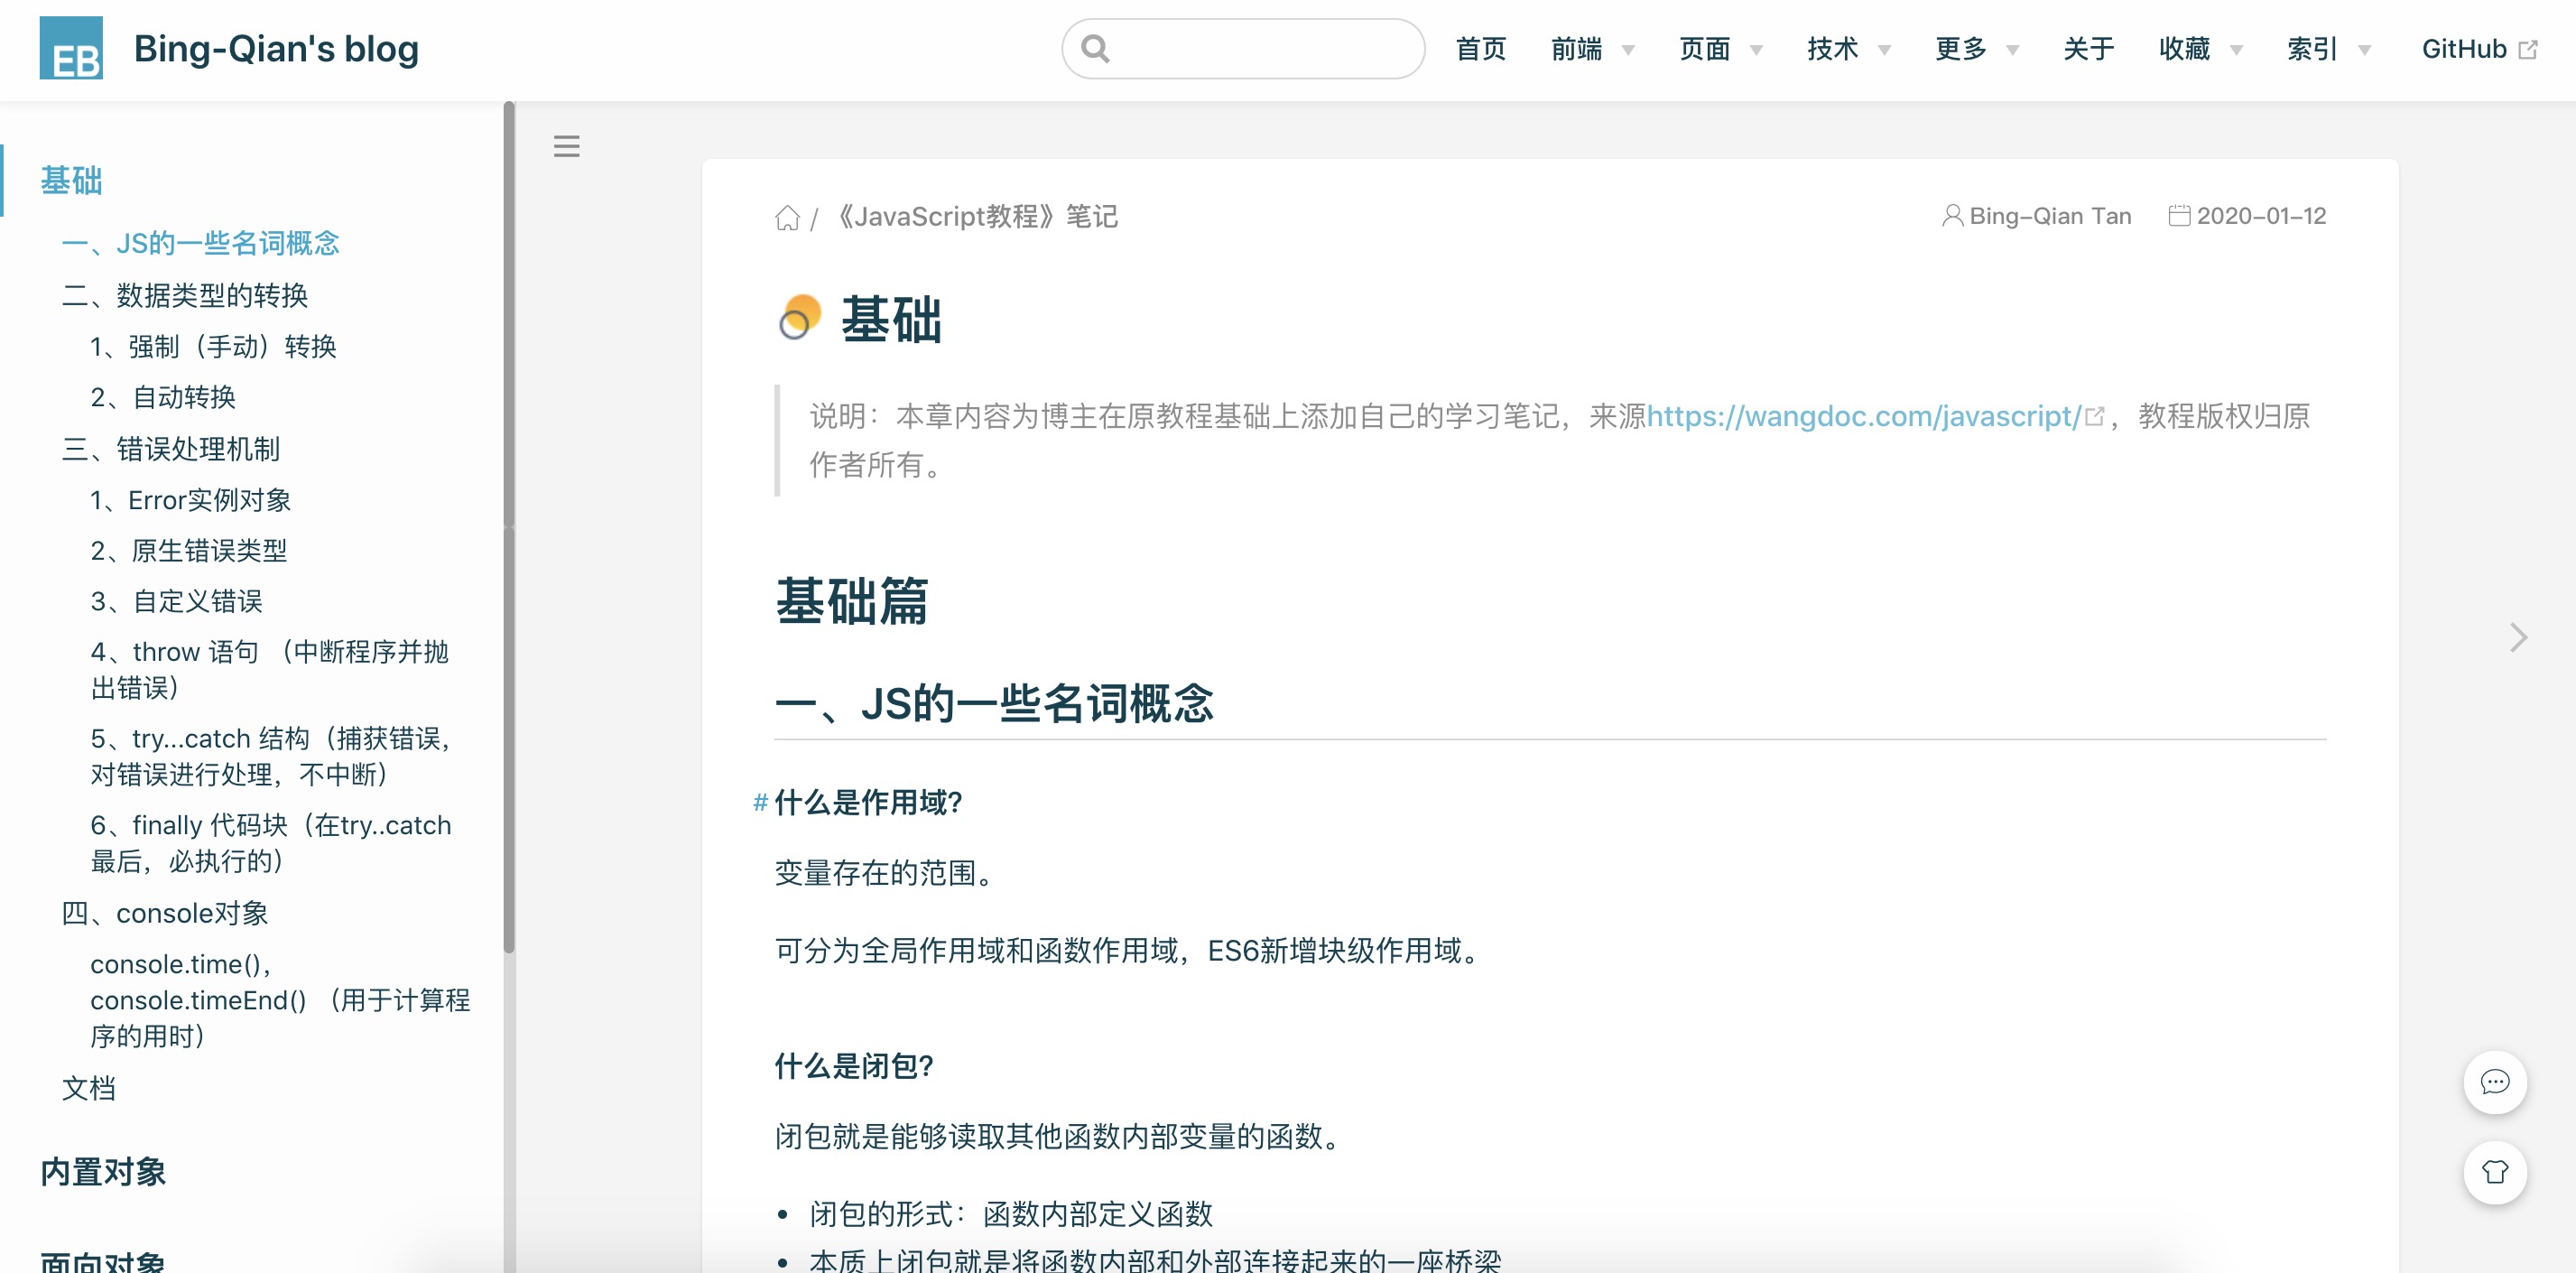 EB
Bing-Qian's blog
首页
前端
页面
技术
更多
关于
收藏
索引
GitHub
基础
一、JS的一些名词概念
二、数据类型的转换
1、强制（手动）转换
2、自动转换
三、错误处理机制
1、Error实例对象
2、原生错误类型
3、自定义错误
4、throw 语句 （中断程序并抛
出错误）
5、try...catch 结构（捕获错误，
对错误进行处理，不中断）
6、finally 代码块（在try..catch
最后，必执行的）
四、console对象
console.time()，
console.timeEnd() （用于计算程
序的用时）
文档
内置对象
面向对象
/ 《JavaScript教程》笔记
Bing-Qian Tan
2020-01-12
基础
说明：本章内容为博主在原教程基础上添加自己的学习笔记，来源https://wangdoc.com/javascript/，教程版权归原
作者所有。
基础篇
一、JS的一些名词概念
#什么是作用域？
变量存在的范围。
可分为全局作用域和函数作用域，ES6新增块级作用域。
什么是闭包？
闭包就是能够读取其他函数内部变量的函数。
• 闭包的形式：函数内部定义函数
• 本质上闭包就是将函数内部和外部连接起来的一座桥梁